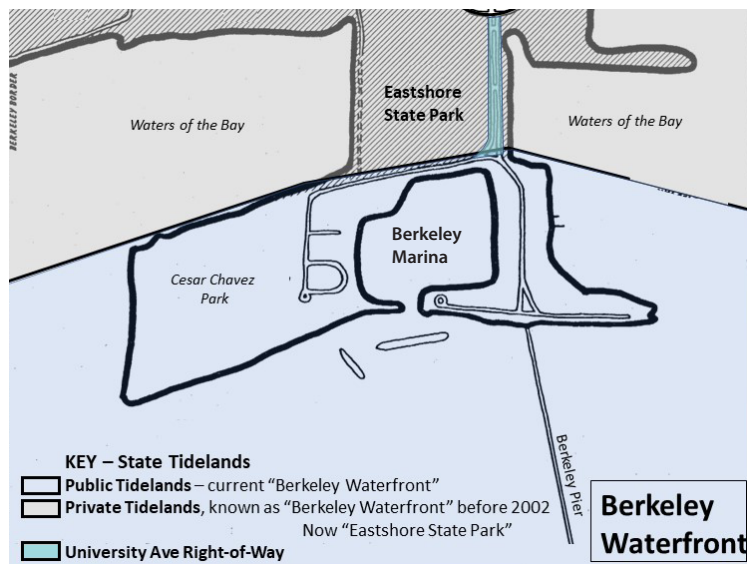 BERKELEY BORDER
Eastshore
State Park
Waters of the Bay
Waters of the Bay
Berkeley
Marina
Cesar Chavez
Park
KEY – State Tidelands
Public Tidelands – current “Berkeley Waterfront”
Private Tidelands, known as “Berkeley Waterfront” before 2002
Now “Eastshore State Park”
University Ave Right-of-Way
Berkeley Pier
Berkeley
Waterfront